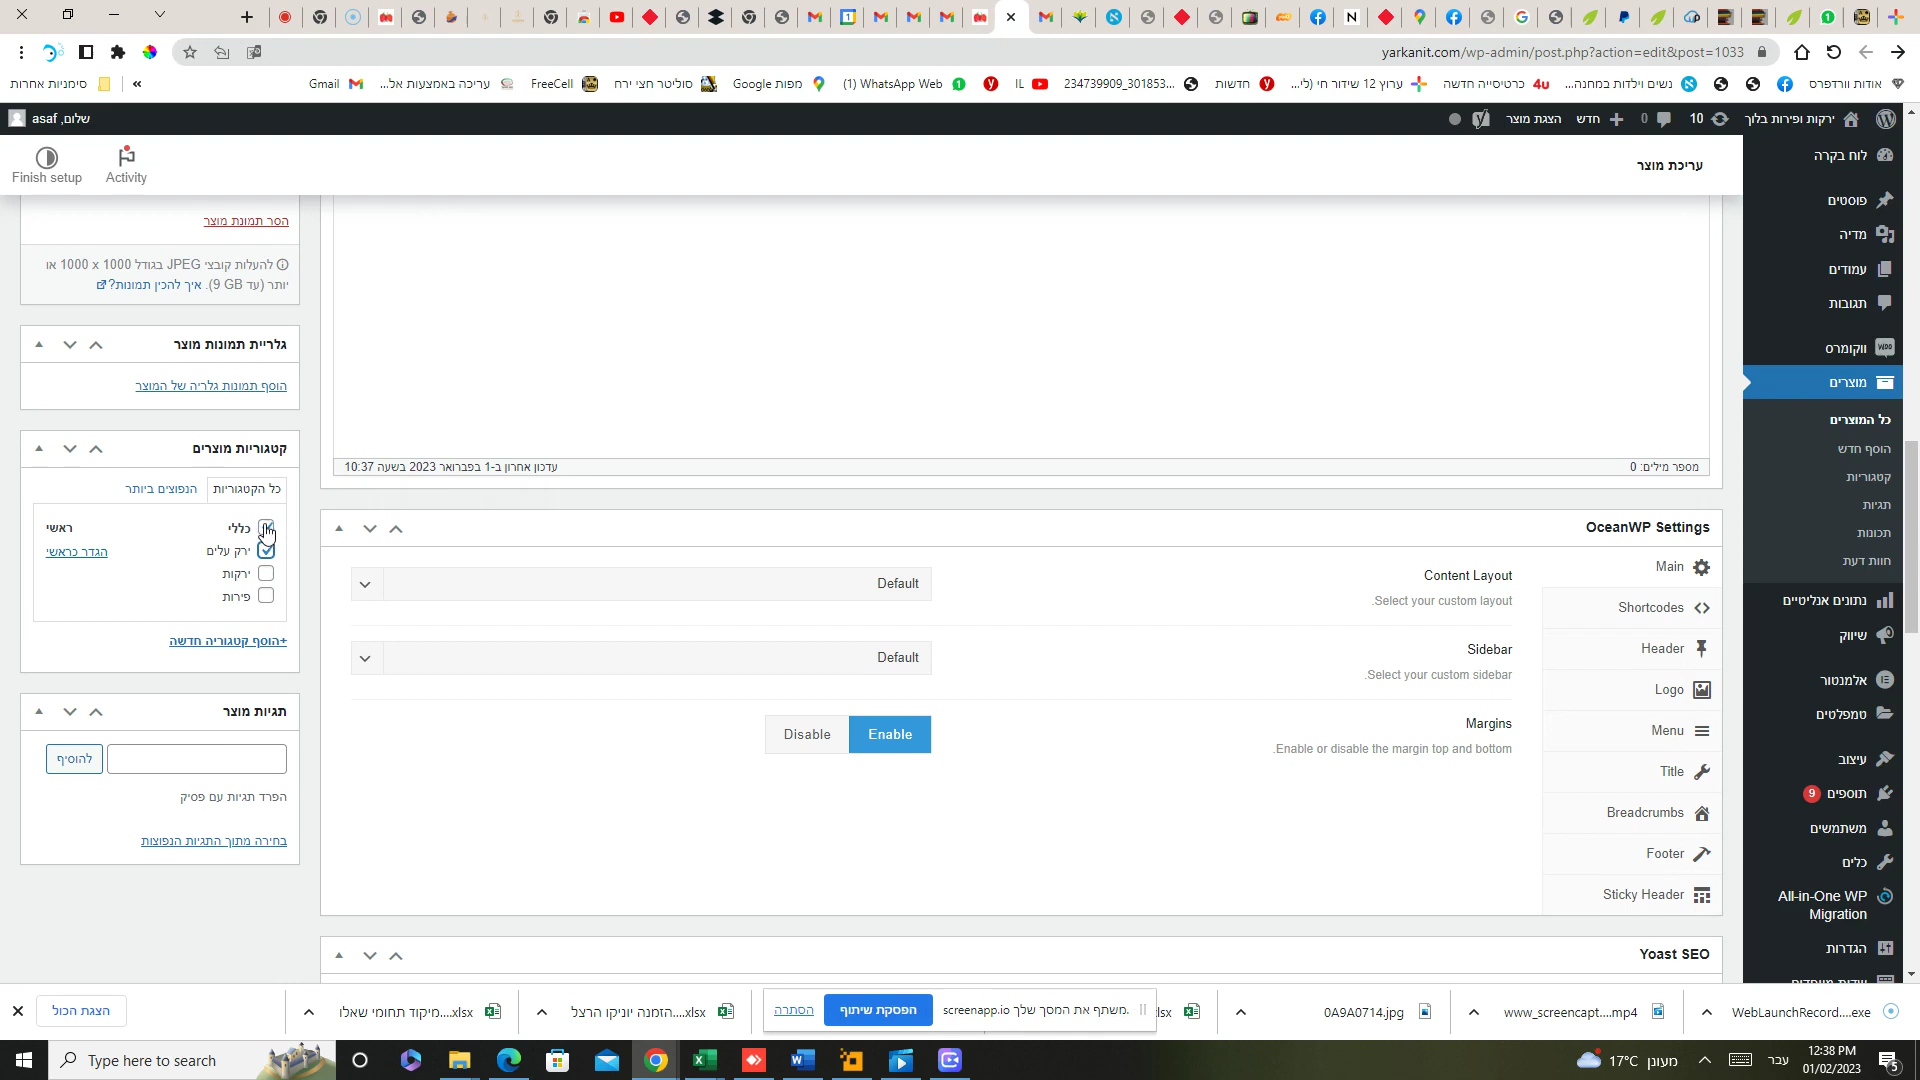 yarkanit.com/wp-admin/post.php?action=edit&post=1033
אודות וורדפרס
נשים וילדות במחנה...
כרטיסייה חדשה
ערוץ 12 שידור חי (לי...
חדשות
234739909_301853...
IL
(1) WhatsApp Web
מפות Google
סוליטר חצי ירח
FreeCell
עריכה באמצעות אל...
Gmail
«
סימניות אחרות
ירקות ופירות בלוך
10
0
חדש
הצגת מוצר
שלום, asaf
עריכת מוצר
Activity
Finish setup
לוח בקרה
פוסטים
מדיה
עמודים
תגובות
ווקומרס
מוצרים
כל המוצרים
הוסף חדש
קטגוריות
תגיות
תכונות
חוות דעת
נתונים אנליטיים
שיווק
אלמנטור
טמפלטים
עיצוב
תוספים 9
משתמשים
כלים
All-in-One WP
Migration
הגדרות
מספר מילים: 0
עדכון אחרון ב-1 בפברואר 2023 בשעה 10:37
OceanWP Settings
Main
Shortcodes
Header
Logo
Menu
Title
Breadcrumbs
Footer
Sticky Header
Content Layout
.Select your custom layout
Default
Sidebar
.Select your custom sidebar
Default
Margins
.Enable or disable the margin top and bottom
Enable
Disable
Yoast SEO
הסר תמונת מוצר
להעלות קובצי JPEG בגודל 1000 x 1000 או
יותר (עד 9 GB). איך להכין תמונות?
גלריית תמונות מוצר
הוסף תמונות גלריה של המוצר
קטגוריות מוצרים
כל הקטגוריות
הנפוצים ביותר
כללי
ראשי
ירק עלים
הגדר כראשי
ירקות
פירות
+הוסף קטגוריה חדשה
תגיות מוצר
להוסיף
הפרד תגיות עם פסיק
בחירה מתוך התגיות הנפוצות
WebLaunchRecord....exe
www_screencapt....mp4
0A9A0714.jpg
משתף את המסך שלך screenapp.io.
הפסקת שיתוף
הסתרה
הזמנה יוניקו הרצל....xlsx
מיקוד תחומי שאלו....xlsx
הצגת הכול
Type here to search
17°C מעונן
עבר
12:38 PM
01/02/2023
5